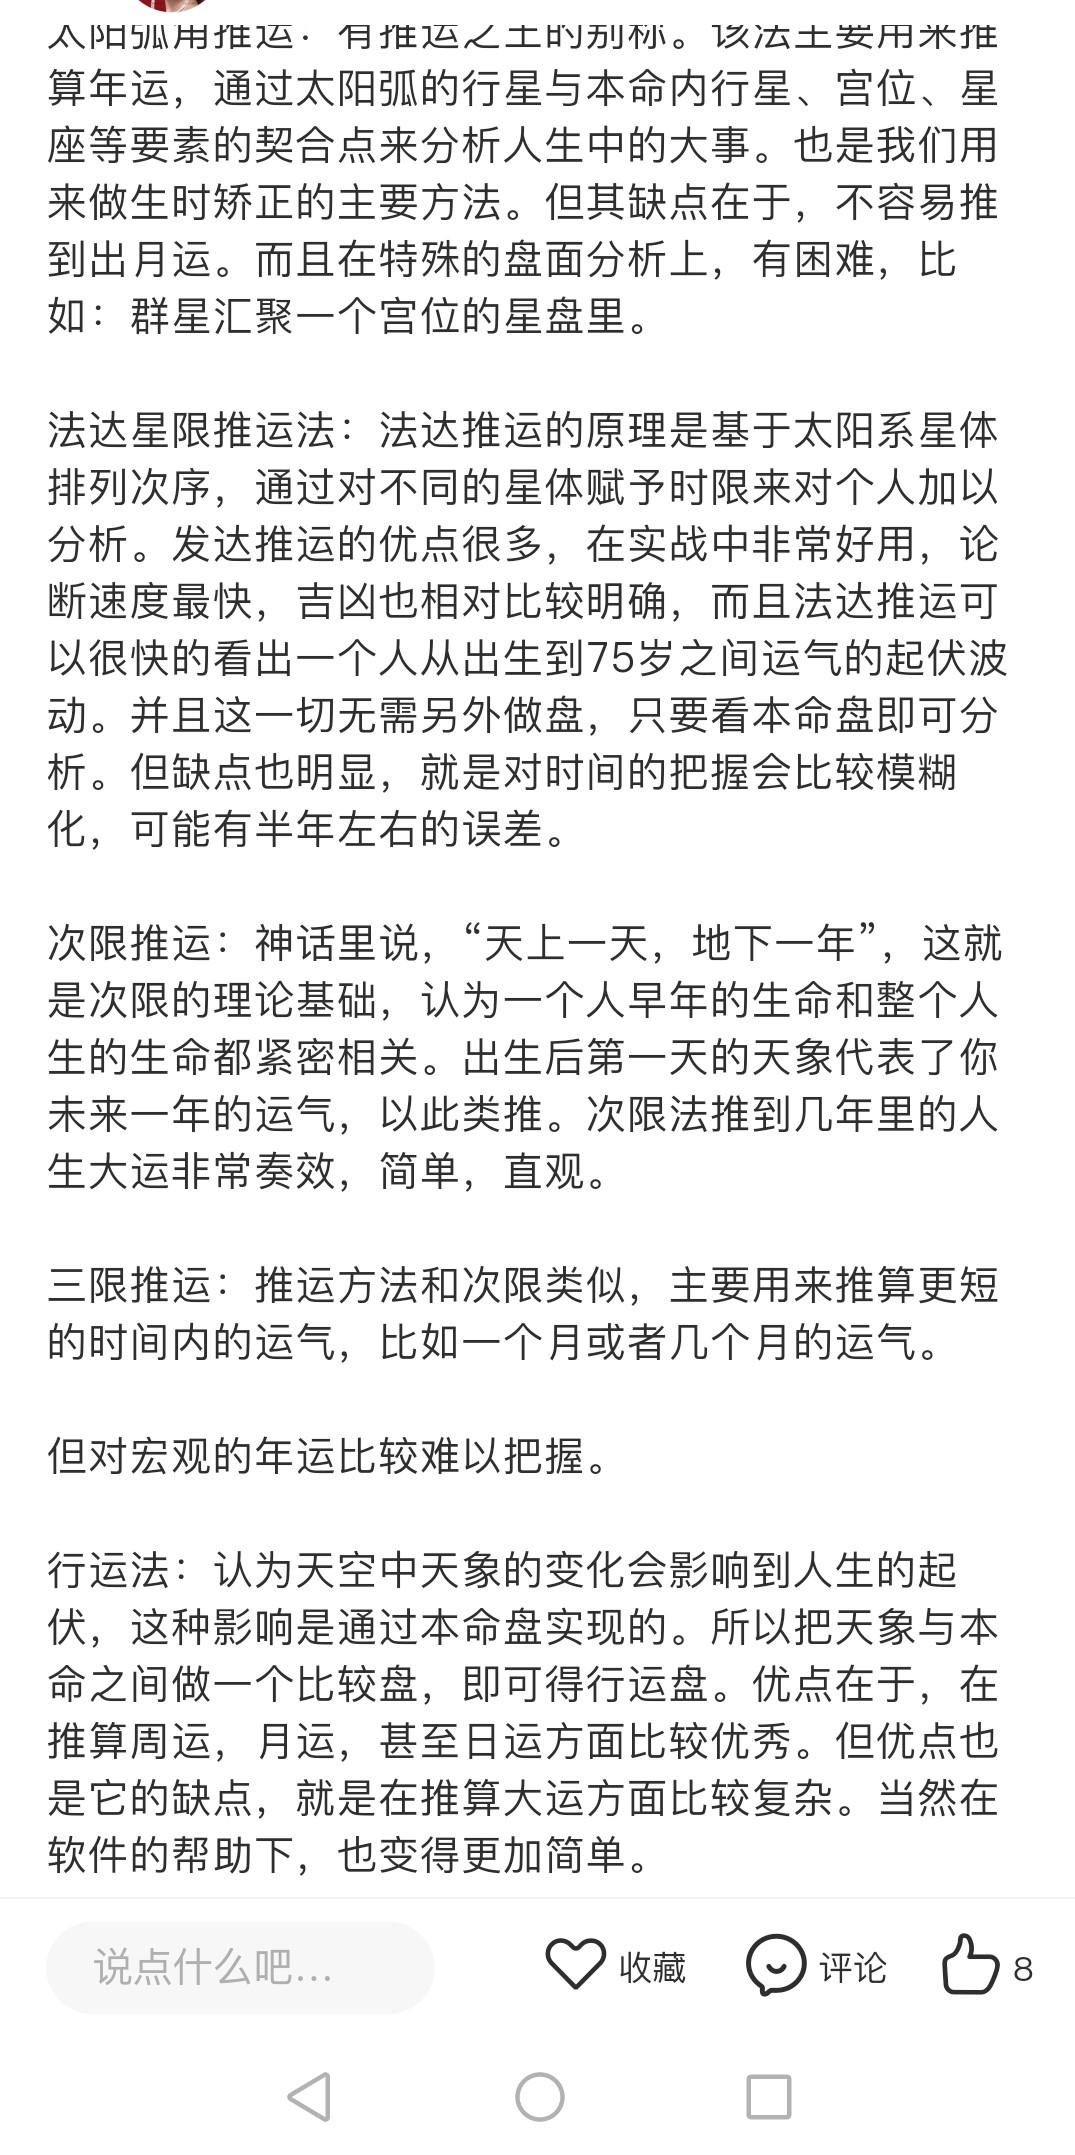 太阳弧角推运：有推运之王的别称。该法主要用来推
算年运，通过太阳弧的行星与本命内行星、宫位、星
座等要素的契合点来分析人生中的大事。也是我们用
来做生时矫正的主要方法。但其缺点在于，不容易推
到出月运。而且在特殊的盘面分析上，有困难，比
如：群星汇聚一个宫位的星盘里。
法达星限推运法：法达推运的原理是基于太阳系星体
排列次序，通过对不同的星体赋予时限来对个人加以
分析。发达推运的优点很多，在实战中非常好用，论
断速度最快，吉凶也相对比较明确，而且法达推运可
以很快的看出一个人从出生到75岁之间运气的起伏波
动。并且这一切无需另外做盘，只要看本命盘即可分
析。但缺点也明显，就是对时间的把握会比较模糊
化，可能有半年左右的误差。
次限推运：神话里说，“天上一天，地下一年”，这就
是次限的理论基础，认为一个人早年的生命和整个人
生的生命都紧密相关。出生后第一天的天象代表了你
未来一年的运气，以此类推。次限法推到几年里的人
生大运非常奏效，简单，直观。
三限推运：推运方法和次限类似，主要用来推算更短
的时间内的运气，比如一个月或者几个月的运气。
但对宏观的年运比较难以把握。
行运法：认为天空中天象的变化会影响到人生的起
伏，这种影响是通过本命盘实现的。所以把天象与本
命之间做一个比较盘，即可得行运盘。优点在于，在
推算周运，月运，甚至日运方面比较优秀。但优点也
是它的缺点，就是在推算大运方面比较复杂。当然在
软件的帮助下，也变得更加简单。
说点什么吧... 收藏 评论 8